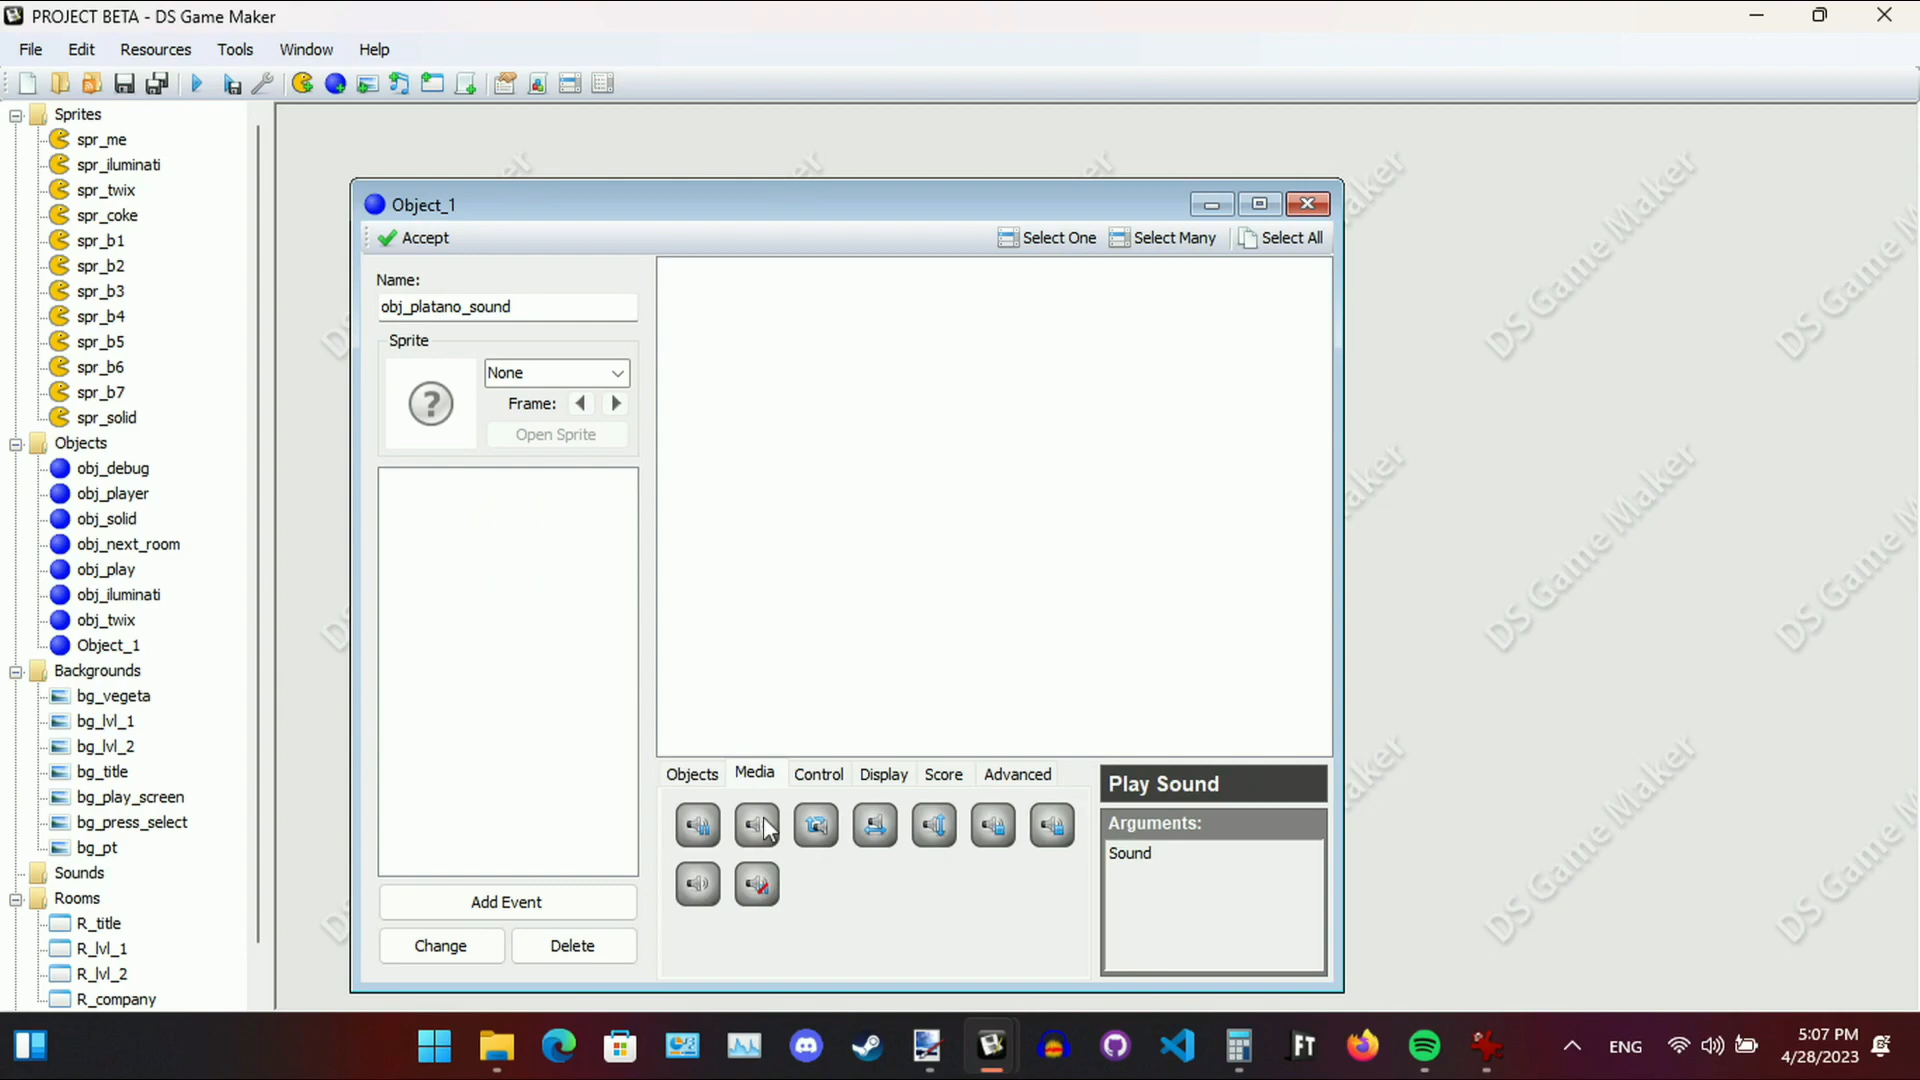 PROJECT BETA - DS Game Maker
File Edit Resources Tools Window Help
Sprites
spr_me
spr_iluminati
spr_twix
spr_coke
spr_b1
spr_b2
spr_b3
spr_b4
spr_b5
spr_b6
spr_b7
spr_solid
Objects
obj_debug
obj_player
obj_solid
obj_next_room
obj_play
obj_iluminati
obj_twix
Object_1
Backgrounds
bg_vegeta
bg_lvl_1
bg_lvl_2
bg_title
bg_play_screen
bg_press_select
bg_pt
Sounds
Rooms
R_title
R_lvl_1
R_lvl_2
R_company
Object_1
Accept
Select One Select Many Select All
Name:
obj_platano_sound
Sprite
None
Frame:
Open Sprite
Add Event
Change Delete
Objects Media Control Display Score Advanced
Play Sound
Arguments:
Sound
DS Game Maker
DS Game Maker
DS Game Maker
DS Game Maker
FT
ENG
5:07 PM
4/28/2023